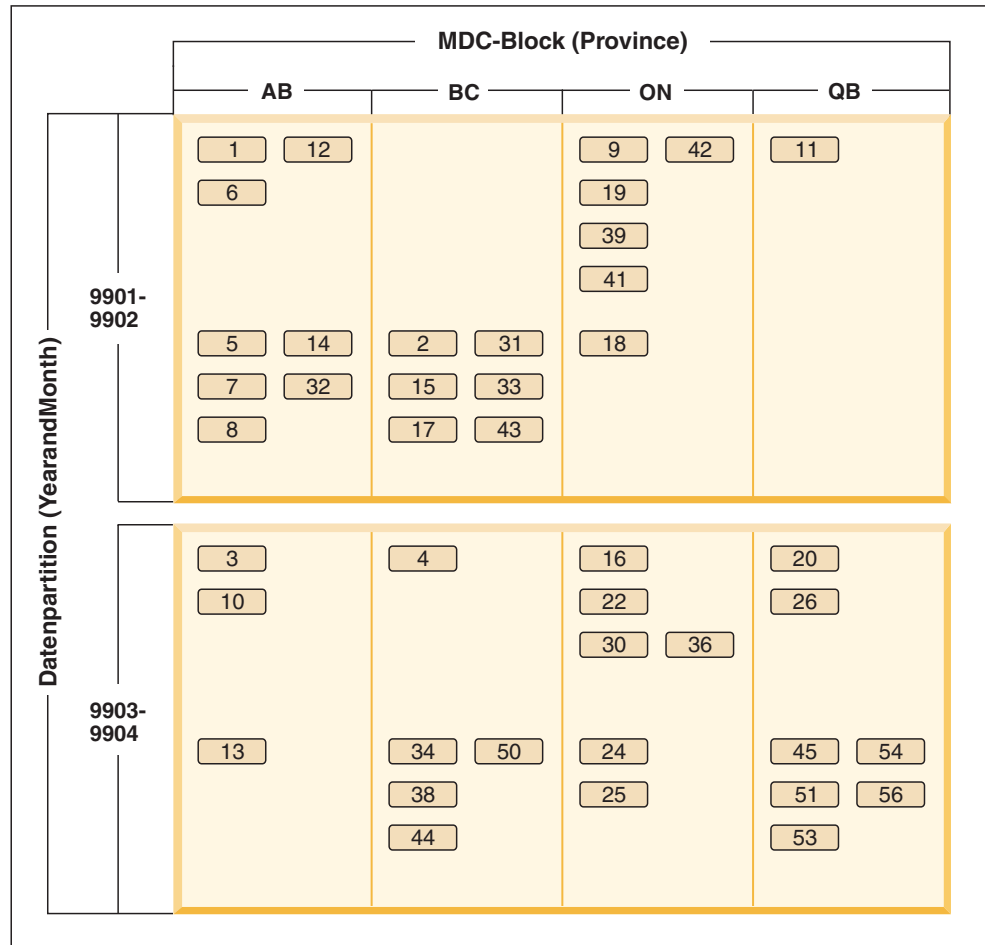 MDC-Block (Province)
AB BC ON QB
Datenpartition (YearandMonth)
9901-
9902
1 12 9 42 11
6 19
39
41
5 14 2 31 18
7 32 15 33
8 17 43
9903-
9904
3 4 16 20
10 22 26
30 36
13 34 50 24 45 54
38 25 51 56
44 53